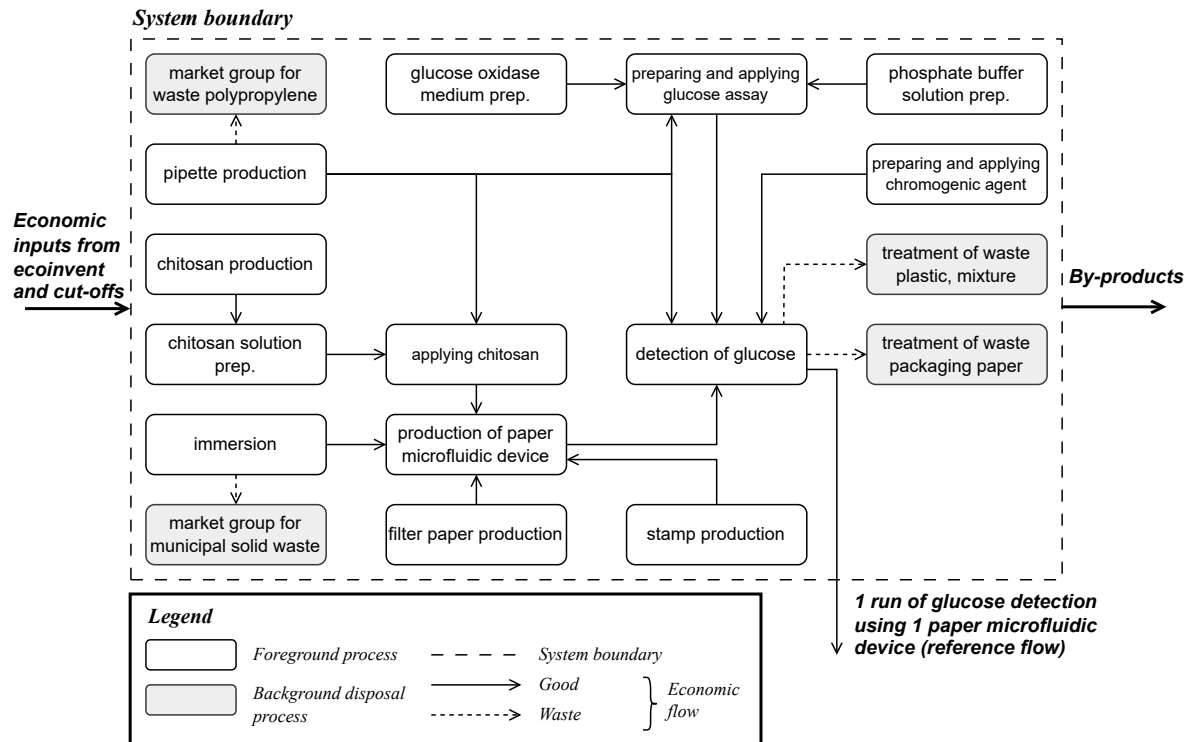 System boundary
market group for
waste polypropylene
glucose oxidase
medium prep.
preparing and applying
glucose assay
phosphate buffer
solution prep.
pipette production
preparing and applying
chromogenic agent
Economic
inputs from
ecoinvent
and cut-offs
chitosan production
treatment of waste
plastic, mixture
By-products
chitosan solution
prep.
applying chitosan
detection of glucose
treatment of waste
packaging paper
immersion
production of paper
microfluidic device
market group for
municipal solid waste
filter paper production
stamp production
1 run of glucose detection
using 1 paper microfluidic
device (reference flow)
Legend
Foreground process
System boundary
Background disposal
process
Good
Waste
Economic
flow